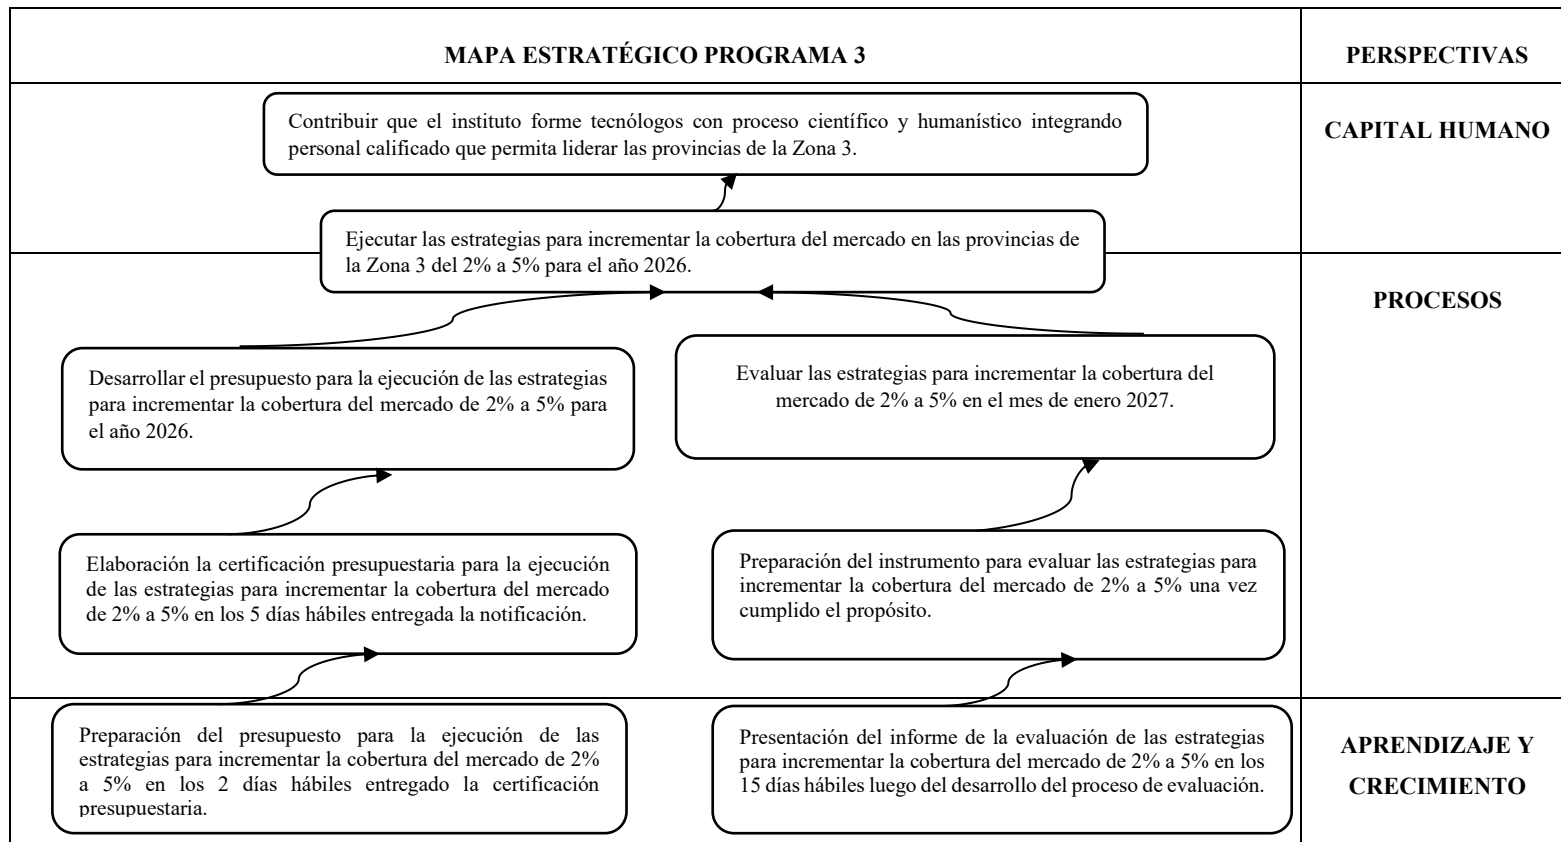 MAPA ESTRATÉGICO PROGRAMA 3
PERSPECTIVAS
Contribuir que el instituto forme tecnólogos con proceso científico y humanístico integrando
personal calificado que permita liderar las provincias de la Zona 3.
CAPITAL HUMANO
Ejecutar las estrategias para incrementar la cobertura del mercado en las provincias de
la Zona 3 del 2% a 5% para el año 2026.
PROCESOS
Desarrollar el presupuesto para la ejecución de las estrategias
para incrementar la cobertura del mercado de 2% a 5% para
el año 2026.
Evaluar las estrategias para incrementar la cobertura del
mercado de 2% a 5% en el mes de enero 2027.
Elaboración la certificación presupuestaria para la ejecución
de las estrategias para incrementar la cobertura del mercado
de 2% a 5% en los 5 días hábiles entregada la notificación.
Preparación del instrumento para evaluar las estrategias para
incrementar la cobertura del mercado de 2% a 5% una vez
cumplido el propósito.
Preparación del presupuesto para la ejecución de las
estrategias para incrementar la cobertura del mercado de 2%
a 5% en los 2 días hábiles entregado la certificación
presupuestaria.
Presentación del informe de la evaluación de las estrategias
para incrementar la cobertura del mercado de 2% a 5% en los
15 días hábiles luego del desarrollo del proceso de evaluación.
APRENDIZAJE Y
CRECIMIENTO